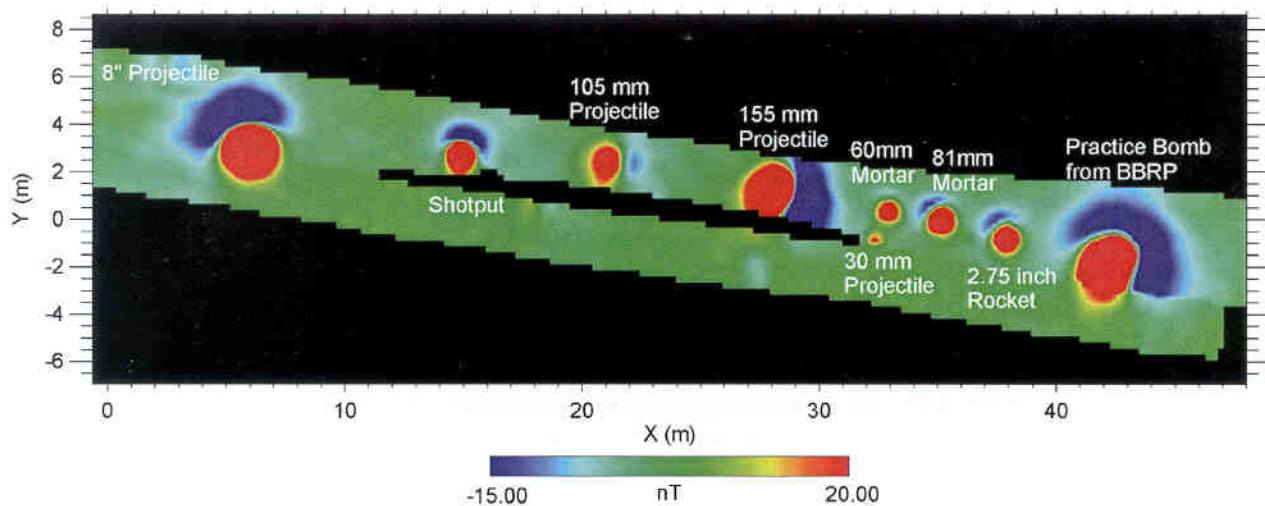 8
6
4
2
0
-2
-4
-6
Y (m)
8" Projectile
Shotput
105 mm
Projectile
155 mm
Projectile
60mm
Mortar
81mm
Mortar
30 mm
Projectile
2.75 inch
Rocket
Practice Bomb
from BBRP
0
10
20
30
40
X (m)
-15.00
nT
20.00